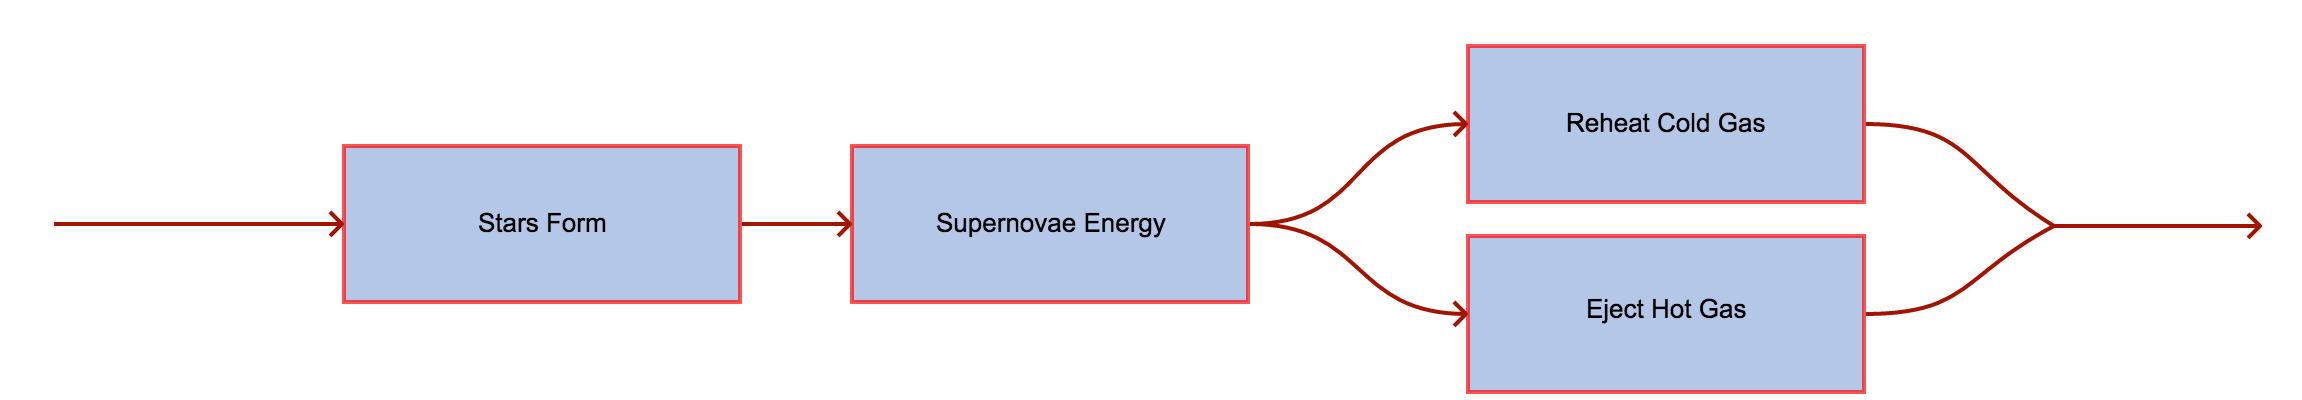 Stars Form
Supernovae Energy
Reheat Cold Gas
Eject Hot Gas